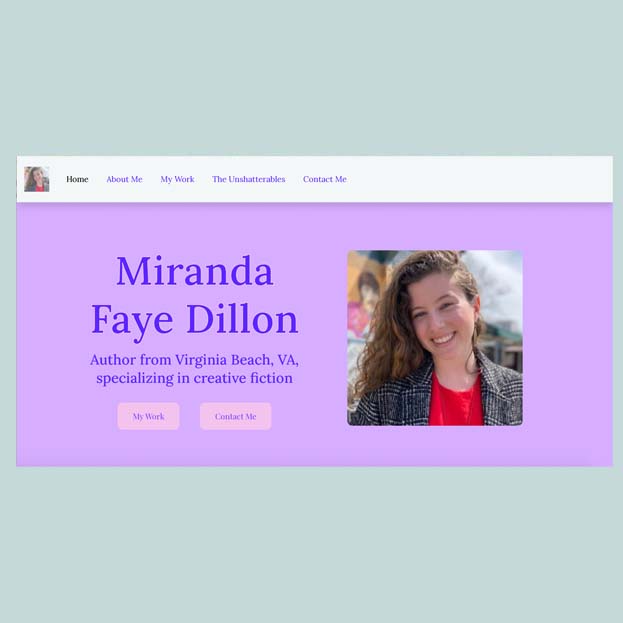 Home About Me My Work The Unshatterables Contact Me
Miranda
Faye Dillon
Author from Virginia Beach, VA,
specializing in creative fiction
My Work Contact Me